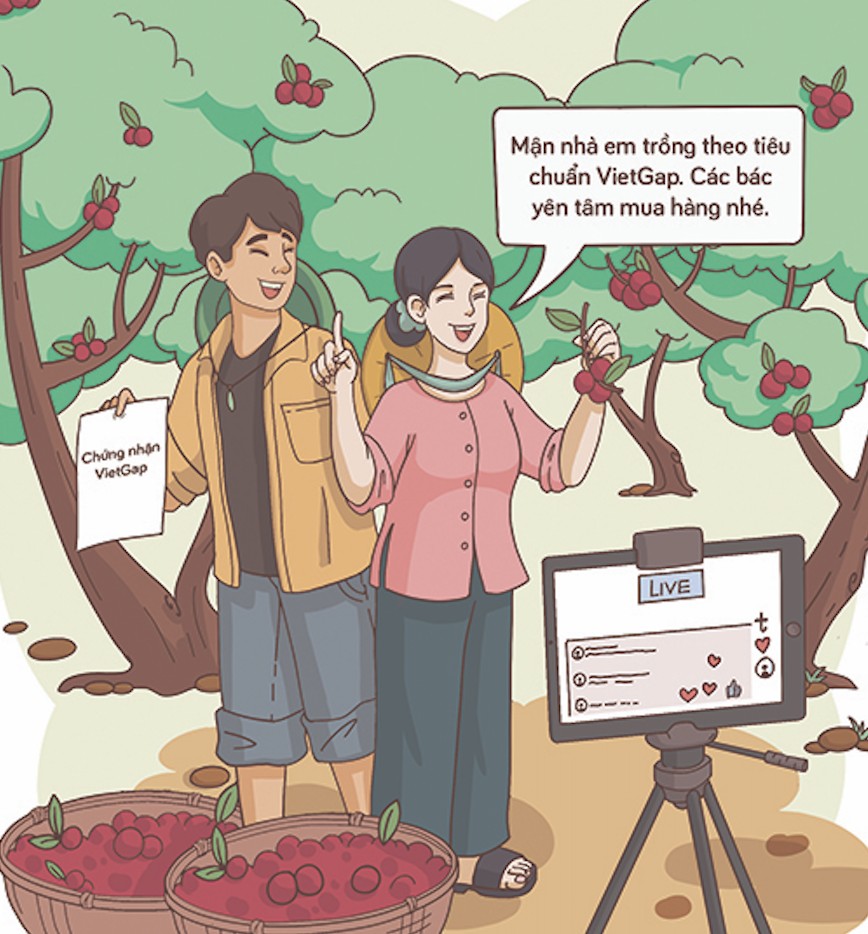 Mận nhà em trồng theo tiêu
chuẩn VietGap. Các bác
yên tâm mua hàng nhé.
Chứng nhận
VietGap
LIVE
t